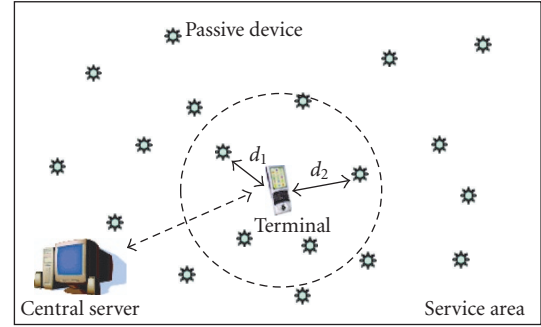 Passive device
d1
d2
Terminal
Central server
Service area